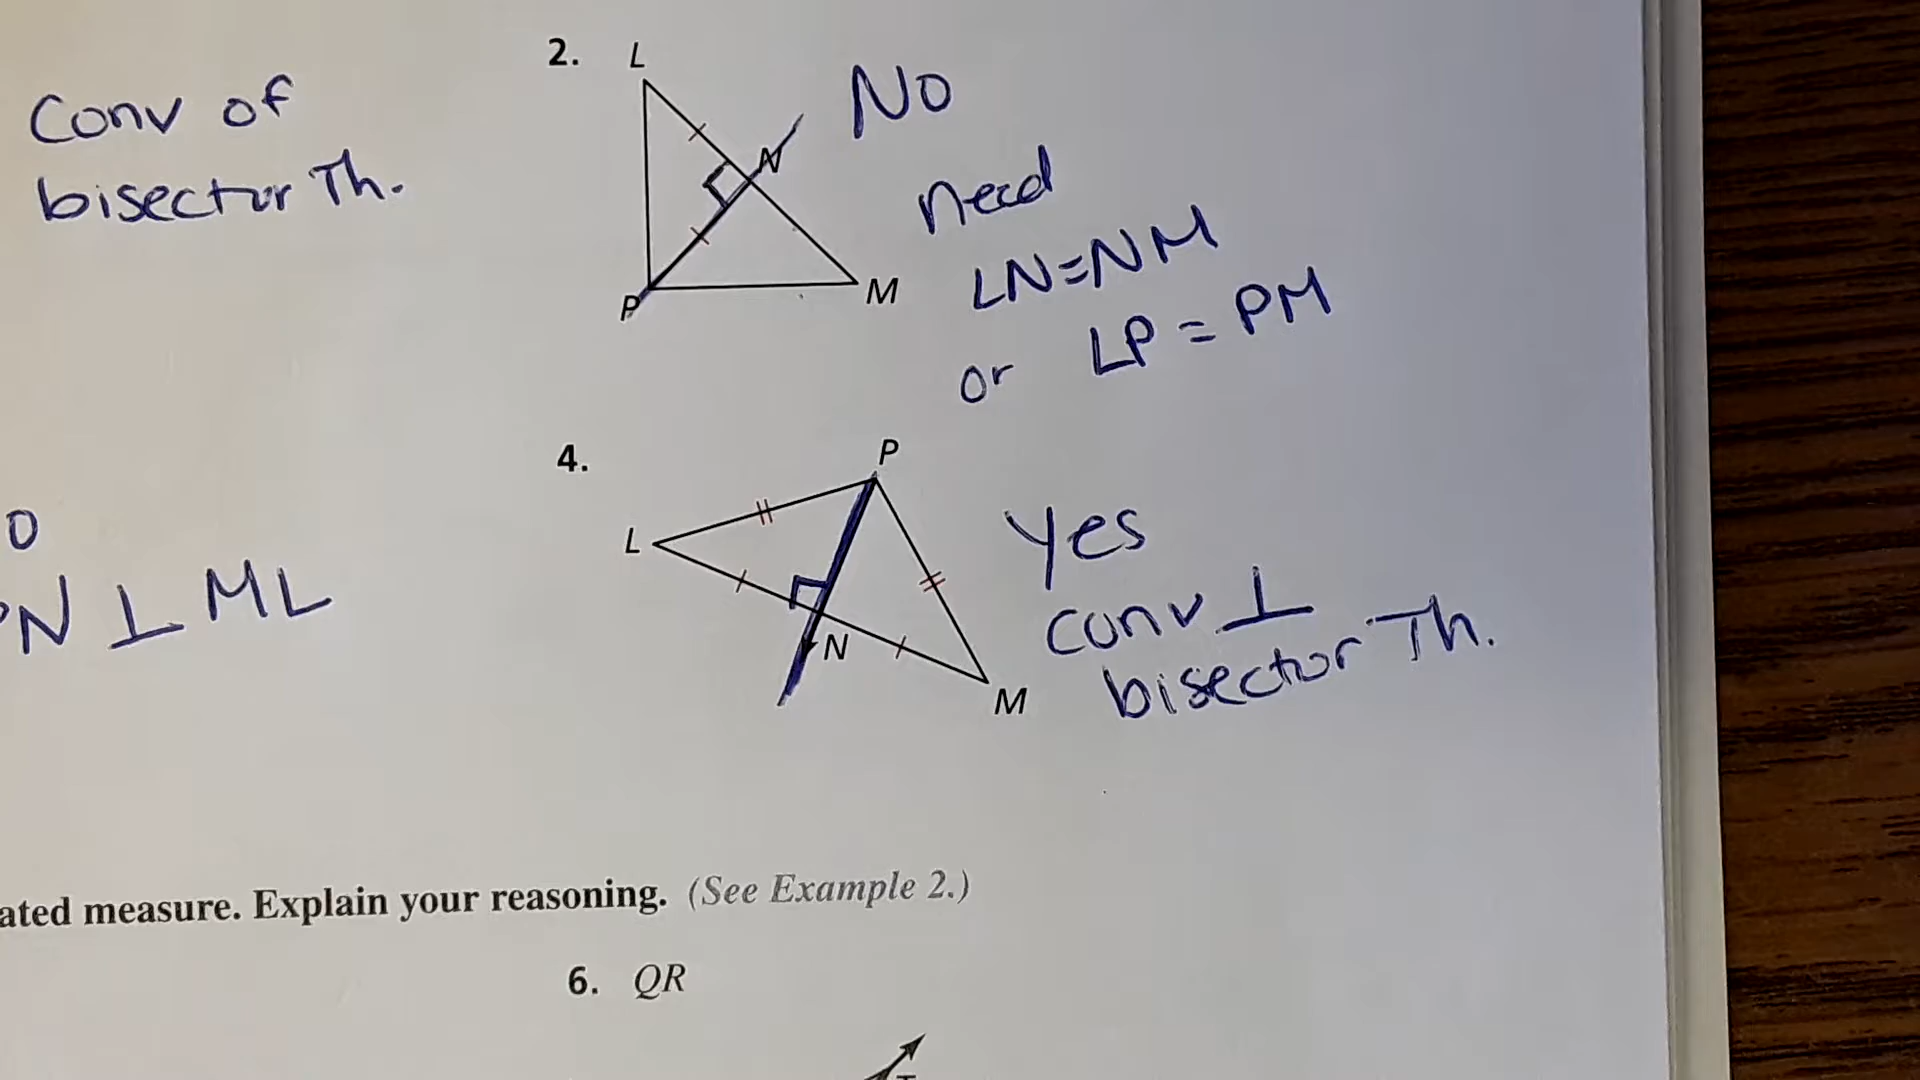 Conv of
bisector Th.
2.
L
N
P
M
No
need
LN=NM
or LP = PM
O
N ⊥ ML
4.
P
L
N
M
Yes
conv ⊥
bisector Th.
ated measure. Explain your reasoning. (See Example 2.)
6. QR